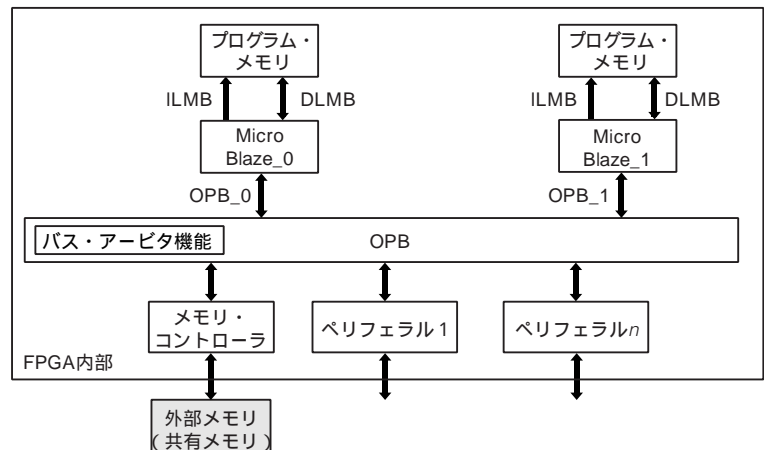 プログラム・
メモリ
プログラム・
メモリ
ILMB
DLMB
ILMB
DLMB
Micro
Blaze_0
Micro
Blaze_1
OPB_0
OPB_1
バス・アービタ機能
OPB
メモリ・
コントローラ
ペリフェラル1
ペリフェラルn
FPGA内部
外部メモリ
(共有メモリ)